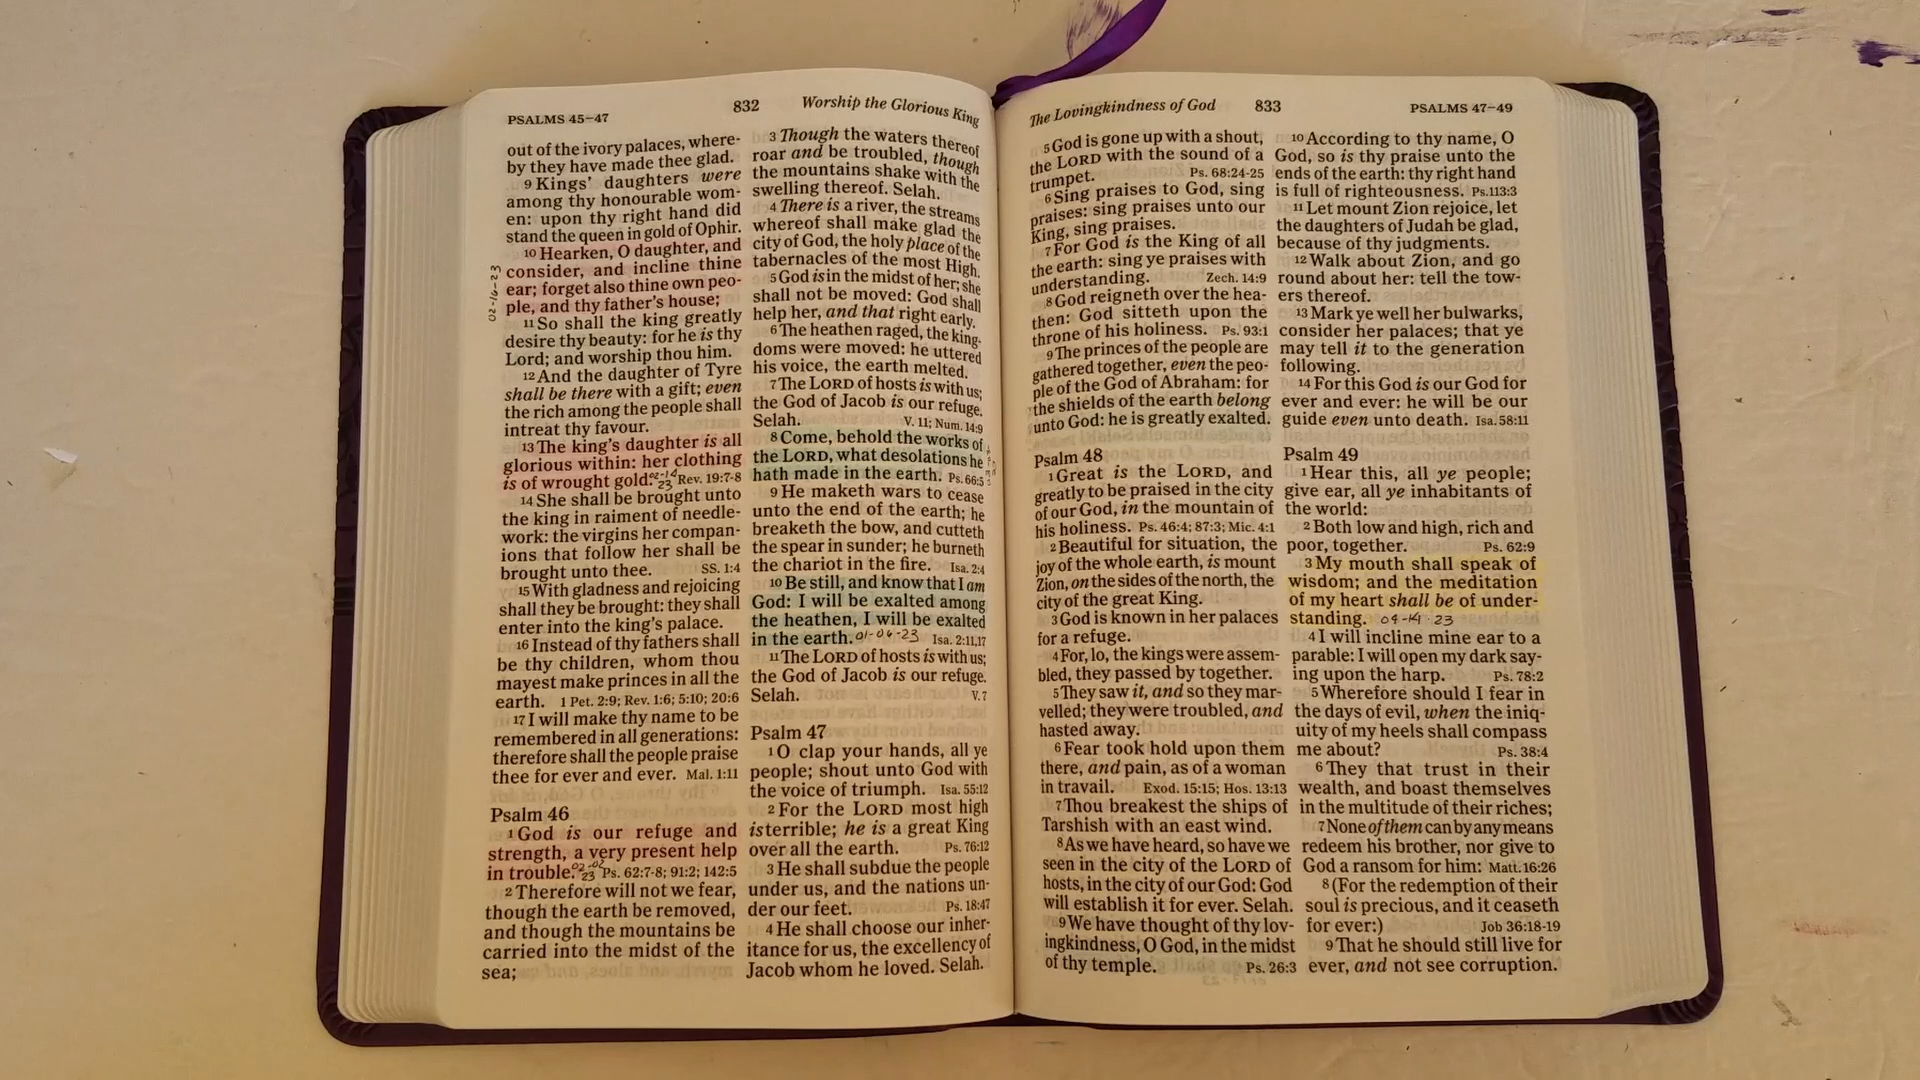 PSALMS 45–47
832
Worship the Glorious King
out of the ivory palaces, where-
by they have made thee glad.
9 Kings' daughters were
among thy honourable wom-
en: upon thy right hand did
stand the queen in gold of Ophir.
10 Hearken, O daughter, and
consider, and incline thine
ear; forget also thine own peo-
ple, and thy father's house;
02-16-23
11 So shall the king greatly
desire thy beauty: for he is thy
Lord; and worship thou him.
12 And the daughter of Tyre
shall be there with a gift; even
the rich among the people shall
intreat thy favour.
13 The king's daughter is all
glorious within: her clothing
is of wrought gold. 02-14 23 Rev. 19:7-8
14 She shall be brought unto
the king in raiment of needle-
work: the virgins her compan-
ions that follow her shall be
brought unto thee. SS. 1:4
15 With gladness and rejoicing
shall they be brought: they shall
enter into the king's palace.
16 Instead of thy fathers shall
be thy children, whom thou
mayest make princes in all the
earth. 1 Pet. 2:9; Rev. 1:6; 5:10; 20:6
17 I will make thy name to be
remembered in all generations:
therefore shall the people praise
thee for ever and ever. Mal. 1:11
Psalm 46
1 God is our refuge and
strength, a very present help
in trouble. 02-02 23 Ps. 62:7-8; 91:2; 142:5
2 Therefore will not we fear,
though the earth be removed,
and though the mountains be
carried into the midst of the
sea;
3 Though the waters thereof
roar and be troubled, though
the mountains shake with the
swelling thereof. Selah.
4 There is a river, the streams
whereof shall make glad the
city of God, the holy place of the
tabernacles of the most High.
5 God is in the midst of her; she
shall not be moved: God shall
help her, and that right early.
6 The heathen raged, the king-
doms were moved: he uttered
his voice, the earth melted.
7 The LORD of hosts is with us;
the God of Jacob is our refuge.
Selah. V. 11; Num. 14:9
8 Come, behold the works of
the LORD, what desolations he
hath made in the earth. Ps. 66:5
9 He maketh wars to cease
unto the end of the earth; he
breaketh the bow, and cutteth
the spear in sunder; he burneth
the chariot in the fire. Isa. 2:4
10 Be still, and know that I am
God: I will be exalted among
the heathen, I will be exalted
in the earth. 01-04-23 Isa. 2:11,17
11 The LORD of hosts is with us;
the God of Jacob is our refuge.
Selah. V. 7
Psalm 47
1 O clap your hands, all ye
people; shout unto God with
the voice of triumph. Isa. 55:12
2 For the LORD most high
is terrible; he is a great King
over all the earth. Ps. 76:12
3 He shall subdue the people
under us, and the nations un-
der our feet. Ps. 18:47
4 He shall choose our inher-
itance for us, the excellency of
Jacob whom he loved. Selah.
The Lovingkindness of God
833
PSALMS 47–49
5 God is gone up with a shout,
the LORD with the sound of a
trumpet. Ps. 68:24-25
6 Sing praises to God, sing
praises: sing praises unto our
King, sing praises.
7 For God is the King of all
the earth: sing ye praises with
understanding. Zech. 14:9
8 God reigneth over the hea-
then: God sitteth upon the
throne of his holiness. Ps. 93:1
9 The princes of the people are
gathered together, even the peo-
ple of the God of Abraham: for
the shields of the earth belong
unto God: he is greatly exalted.
Psalm 48
1 Great is the LORD, and
greatly to be praised in the city
of our God, in the mountain of
his holiness. Ps. 46:4; 87:3; Mic. 4:1
2 Beautiful for situation, the
joy of the whole earth, is mount
Zion, on the sides of the north, the
city of the great King.
3 God is known in her palaces
for a refuge.
4 For, lo, the kings were assem-
bled, they passed by together.
5 They saw it, and so they mar-
velled; they were troubled, and
hasted away.
6 Fear took hold upon them
there, and pain, as of a woman
in travail. Exod. 15:15; Hos. 13:13
7 Thou breakest the ships of
Tarshish with an east wind.
8 As we have heard, so have we
seen in the city of the LORD of
hosts, in the city of our God: God
will establish it for ever. Selah.
9 We have thought of thy lov-
ingkindness, O God, in the midst
of thy temple. Ps. 26:3
10 According to thy name, O
God, so is thy praise unto the
ends of the earth: thy right hand
is full of righteousness. Ps. 113:3
11 Let mount Zion rejoice, let
the daughters of Judah be glad,
because of thy judgments.
12 Walk about Zion, and go
round about her: tell the tow-
ers thereof.
13 Mark ye well her bulwarks,
consider her palaces; that ye
may tell it to the generation
following.
14 For this God is our God for
ever and ever: he will be our
guide even unto death. Isa. 58:11
Psalm 49
1 Hear this, all ye people;
give ear, all ye inhabitants of
the world:
2 Both low and high, rich and
poor, together. Ps. 62:9
3 My mouth shall speak of
wisdom; and the meditation
of my heart shall be of under-
standing. 04-14-23
4 I will incline mine ear to a
parable: I will open my dark say-
ing upon the harp. Ps. 78:2
5 Wherefore should I fear in
the days of evil, when the iniq-
uity of my heels shall compass
me about? Ps. 38:4
6 They that trust in their
wealth, and boast themselves
in the multitude of their riches;
7 None of them can by any means
redeem his brother, nor give to
God a ransom for him: Matt. 16:26
8 (For the redemption of their
soul is precious, and it ceaseth
for ever:) Job 36:18-19
9 That he should still live for
ever, and not see corruption.